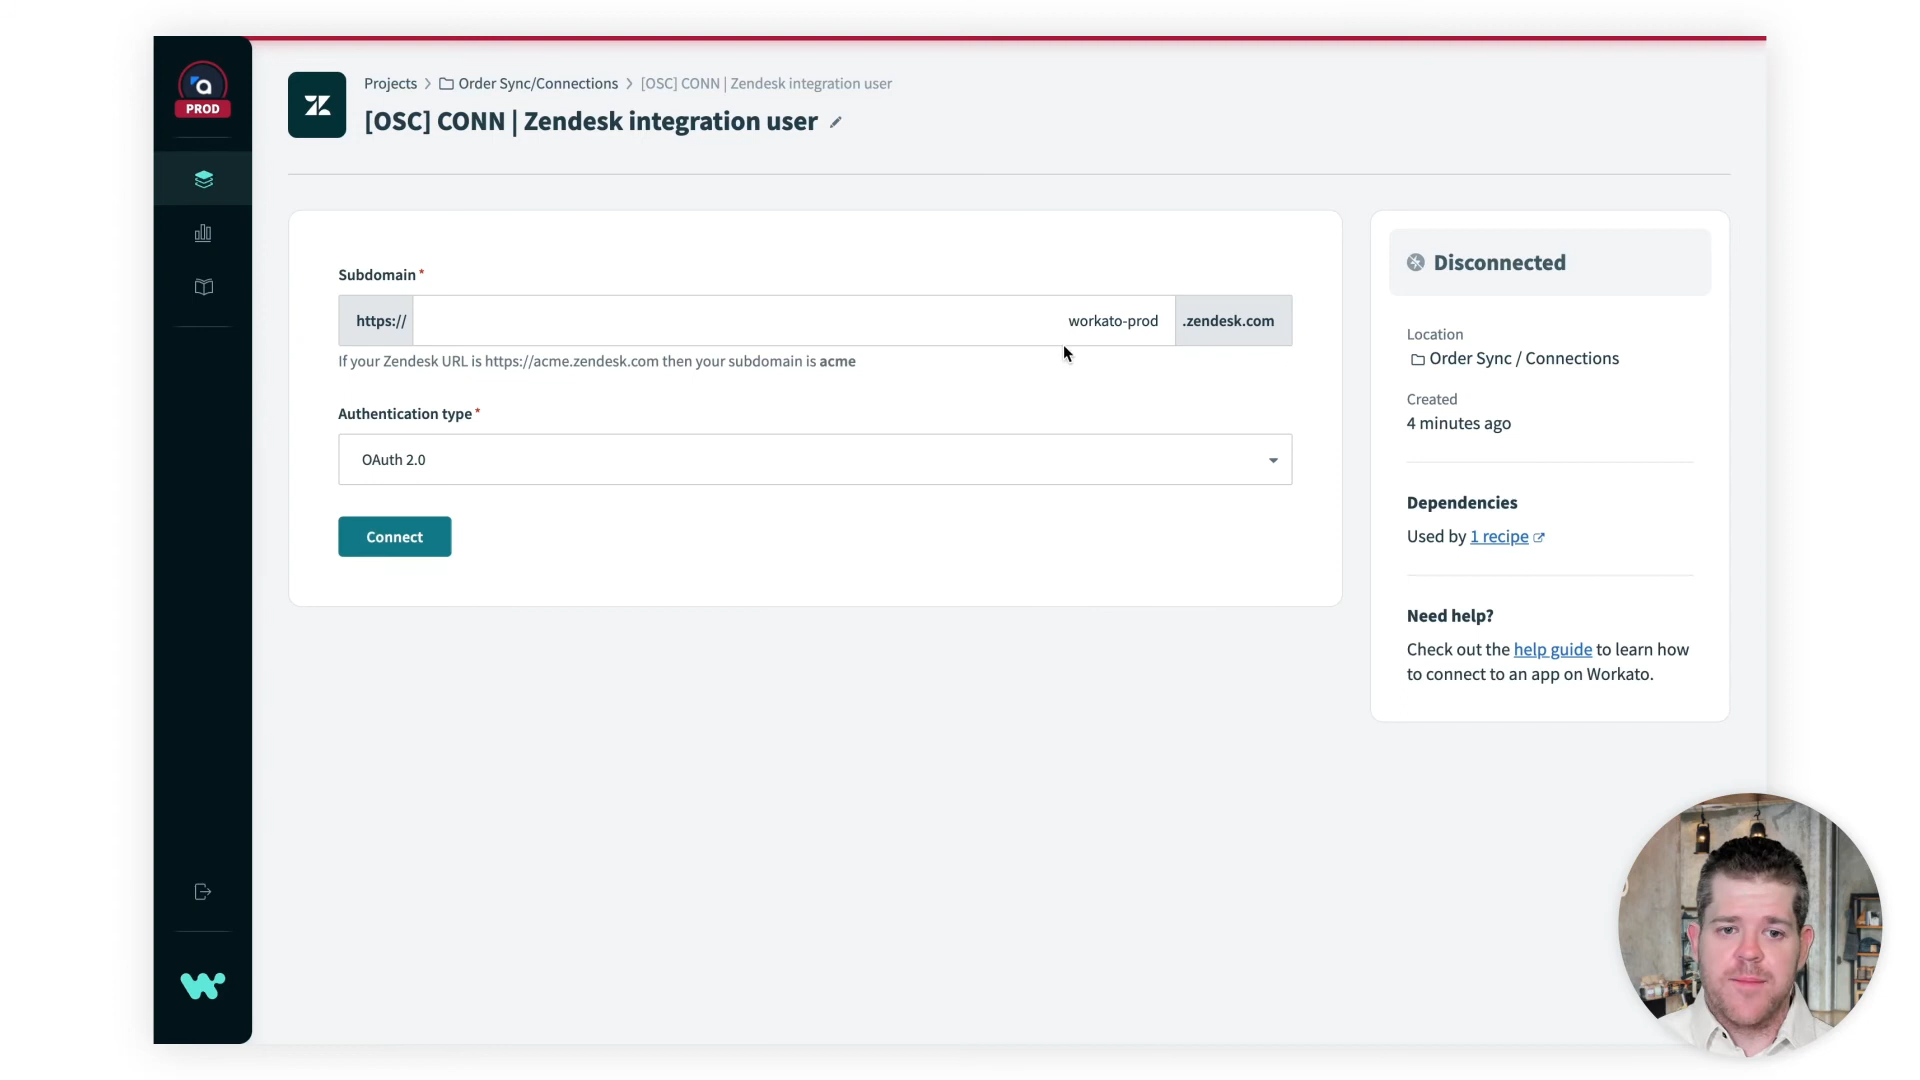 PROD
Projects > Order Sync/Connections > [OSC] CONN | Zendesk integration user
[OSC] CONN | Zendesk integration user
Subdomain *
https:// workato-prod .zendesk.com
If your Zendesk URL is https://acme.zendesk.com then your subdomain is acme
Authentication type *
OAuth 2.0
Connect
Disconnected
Location
Order Sync / Connections
Created
4 minutes ago
Dependencies
Used by 1 recipe
Need help?
Check out the help guide to learn how
to connect to an app on Workato.